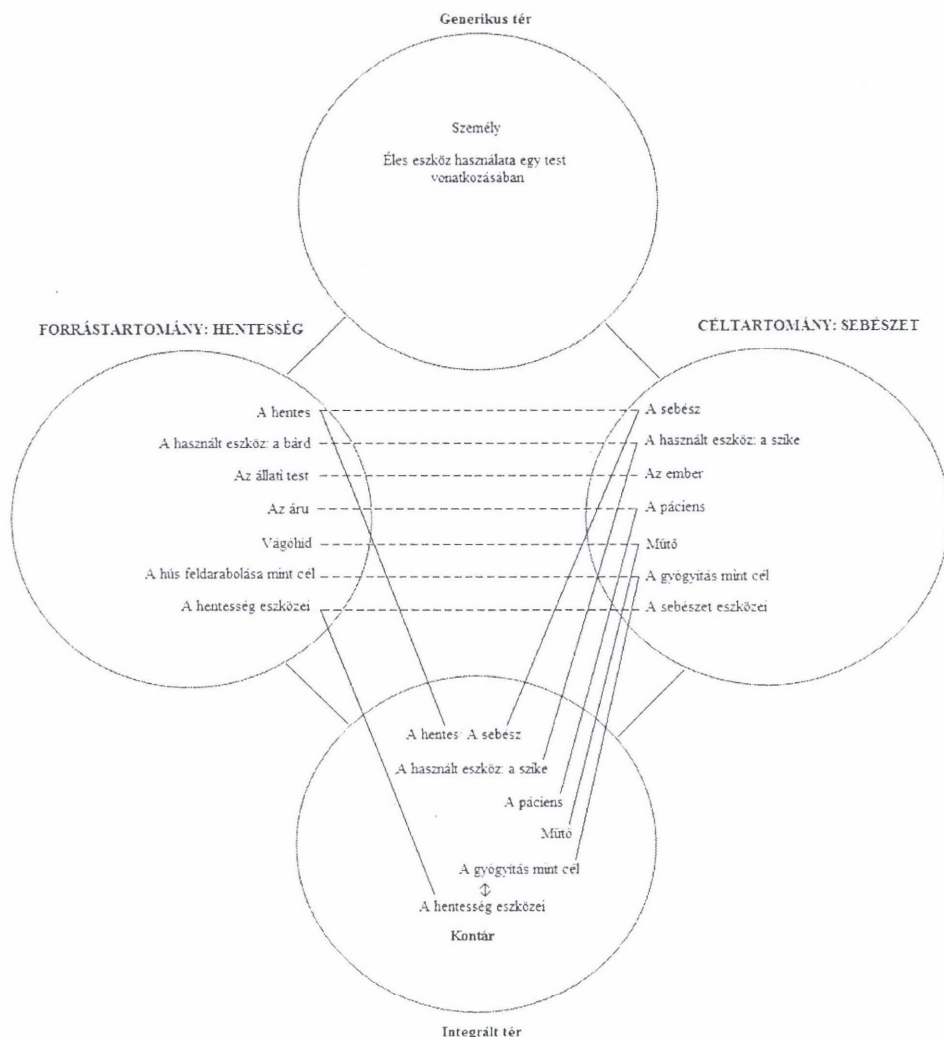 Generikus tér
Személy
Éles eszköz használata egy test
vonatkozásában
FORRÁSTARTOMÁNY: HENTESSÉG
CÉLTARTOMÁNY: SEBÉSZET
A hentes
A sebész
A használt eszköz: a bárd
A használt eszköz: a szike
Az állati test
Az ember
Az áru
A páciens
Vágóhíd
Műtő
A hús feldarabolása mint cél
A gyógyítás mint cél
A hentesség eszközei
A sebészet eszközei
A hentes A sebész
A használt eszköz: a szike
A páciens
Műtő
A gyógyítás mint cél
↕
A hentesség eszközei
Kontár
Integrált tér